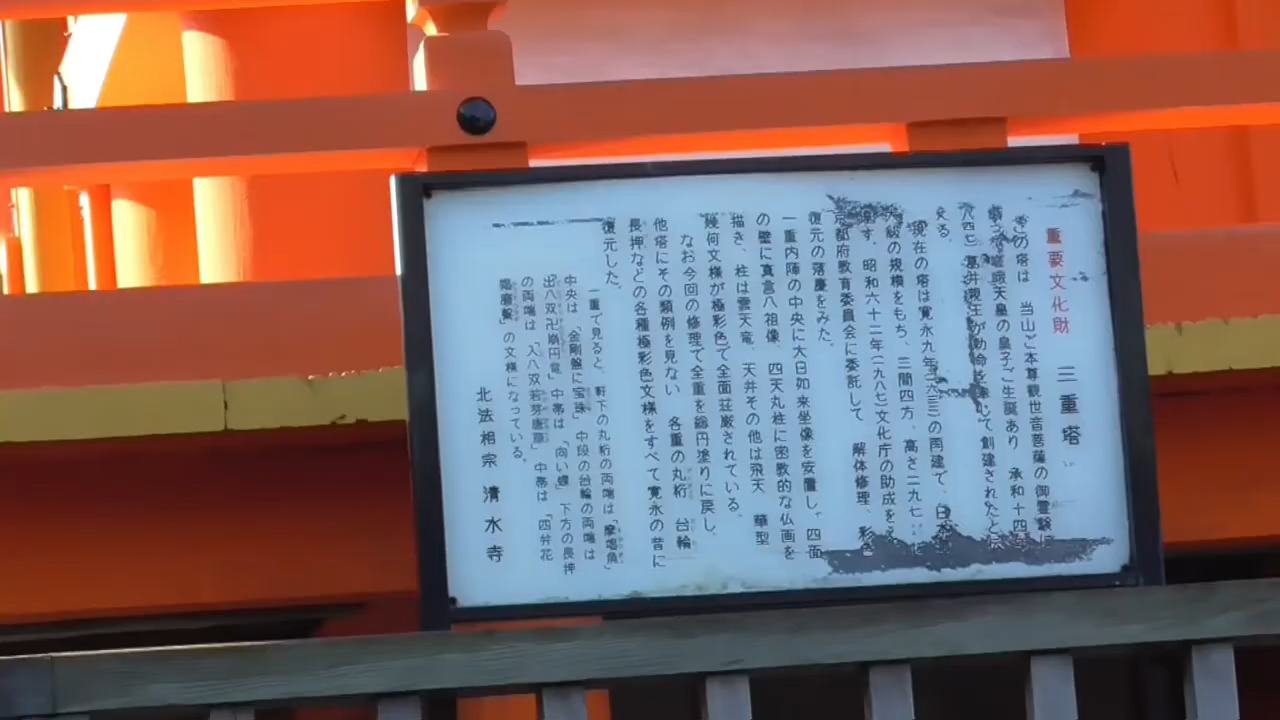 重要文化財 三重塔
この塔は 当山ご本尊観世音菩薩の御霊験に
嵯峨天皇の皇子ご生誕あり 承和十四年
(八四七)葛井親王が勅命を奉じて創建されたと伝
える。
現在の塔は寛永九年(一六三二)の再建で、日本
級の規模をもち、三間四方、高さ二九七
す。昭和六十二年(一九八七)文化庁の助成を
京都府教育委員会に委託して 解体修理、彩色
復元の落慶をみた。
一重内陣の中央に大日如来坐像を安置し、四面
の壁に真言八祖像 四天丸柱に密教的な仏画を
描き、柱は雲天竜、天井その他は飛天 華型
幾何文様が極彩色で全面荘厳されている。
なお今回の修理で全重を総円塗りに戻し、
他塔にその類例を見ない 各重の丸桁 台輪
長押などの各種極彩色文様をすべて寛永の昔に
復元した。
一重で見ると、軒下の丸桁の両端は「摩竭魚」
中央は「金剛盤に宝珠」中段の台輪の両端は
出八双卍崩円竜」中帯は「向い蝶」下方の長押
の両端は「入八双若芽唐草」中帯は「四弁花
羯磨盤」の文様になっている。
北法相宗 清水寺